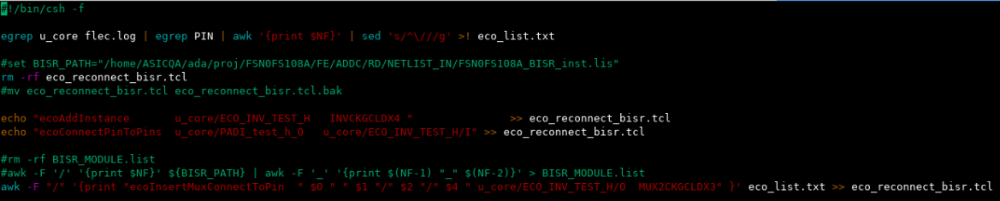 #!/bin/csh -f
egrep u_core flec.log | egrep PIN | awk '{print $NF}' | sed 's/^\///g' >! eco_list.txt
#set BISR_PATH="/home/ASICQA/ada/proj/FSN0FS108A/FE/ADDC/RD/NETLIST_IN/FSN0FS108A_BISR_inst.lis"
rm -rf eco_reconnect_bisr.tcl
#mv eco_reconnect_bisr.tcl eco_reconnect_bisr.tcl.bak
echo "ecoAddInstance       u_core/ECO_INV_TEST_H   INVCKGCLDX4 "               >> eco_reconnect_bisr.tcl
echo "ecoConnectPinToPins  u_core/PADI_test_h_O   u_core/ECO_INV_TEST_H/I" >> eco_reconnect_bisr.tcl
#rm -rf BISR_MODULE.list
#awk -F '/' '{print $NF}' ${BISR_PATH} | awk -F '_' '{print $(NF-1) "_" $(NF-2)}' > BISR_MODULE.list
awk -F "/" '{print "ecoInsertMuxConnectToPin  " $0 " " $1 "/" $2 "/" $4 " u_core/ECO_INV_TEST_H/O  MUX2CKGCLDX3" }' eco_list.txt >> eco_reconnect_bisr.tcl